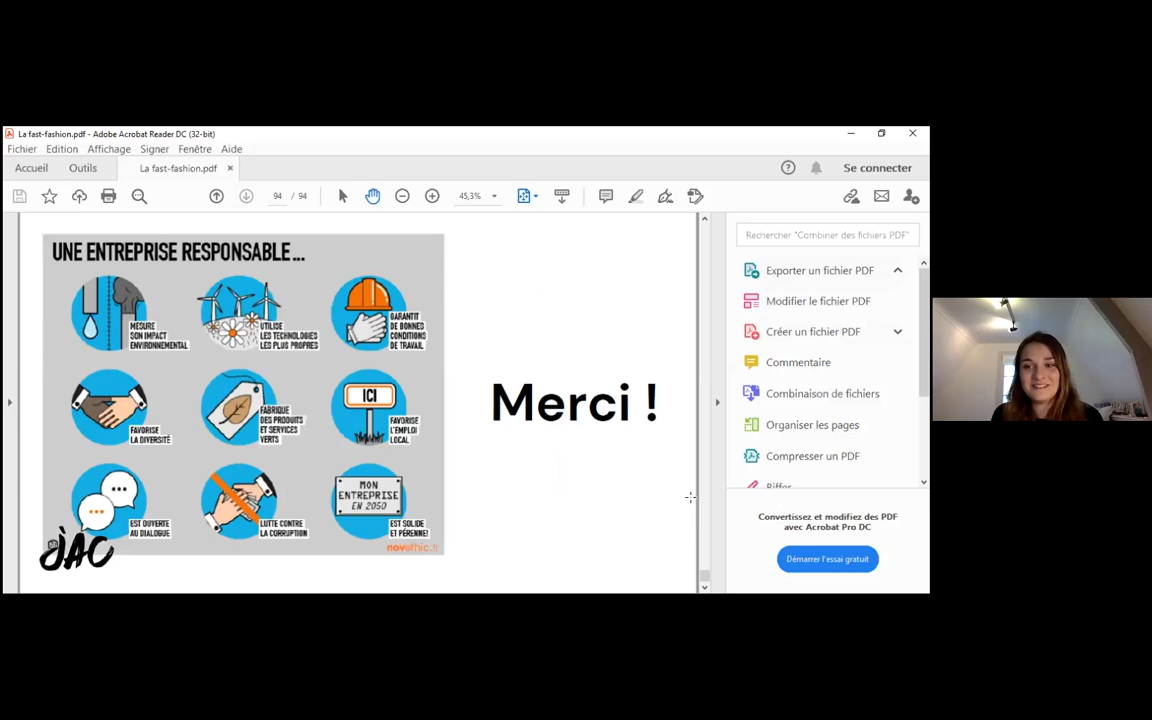 La fast-fashion.pdf - Adobe Acrobat Reader DC (32-bit)
Fichier Edition Affichage Signer Fenêtre Aide
Accueil Outils La fast-fashion.pdf × Se connecter
94 / 94 45,3%
UNE ENTREPRISE RESPONSABLE...
MESURE
SON IMPACT
ENVIRONNEMENTAL
UTILISE
LES TECHNOLOGIES
LES PLUS PROPRES
GARANTIT
DE BONNES
CONDITIONS
DE TRAVAIL
FAVORISE
LA DIVERSITÉ
FABRIQUE
DES PRODUITS
ET SERVICES
VERTS
ICI
FAVORISE
L'EMPLOI
LOCAL
EST OUVERTE
AU DIALOGUE
LUTTE CONTRE
LA CORRUPTION
MON
ENTREPRISE
EN 2050
EST SOLIDE
ET PÉRENNE!
novethic.fr
JAC
Merci !
Rechercher "Combiner des fichiers PDF"
Exporter un fichier PDF
Modifier le fichier PDF
Créer un fichier PDF
Commentaire
Combinaison de fichiers
Organiser les pages
Compresser un PDF
Convertissez et modifiez des PDF
avec Acrobat Pro DC
Démarrer l'essai gratuit